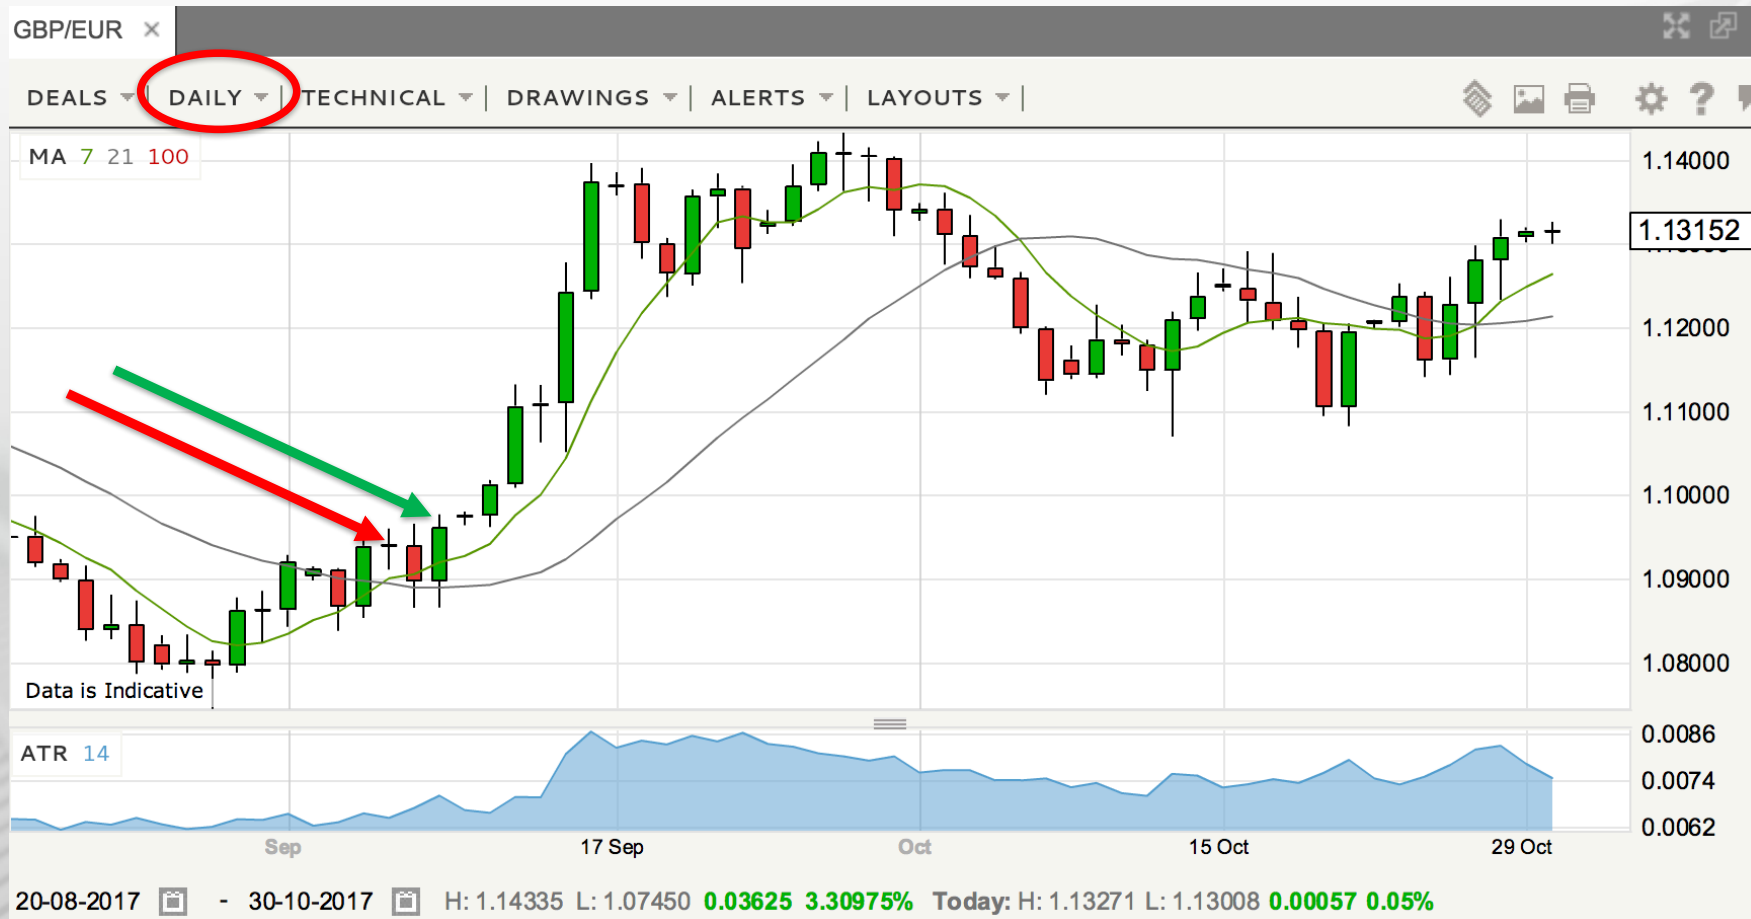 GBP/EUR
DEALS DAILY TECHNICAL DRAWINGS ALERTS LAYOUTS
MA 7 21 100
1.14000
1.13152
1.12000
1.11000
1.10000
1.09000
1.08000
Data is Indicative
ATR 14
0.0086
0.0074
0.0062
Sep 17 Sep Oct 15 Oct 29 Oct
20-08-2017 - 30-10-2017 H: 1.14335 L: 1.07450 0.03625 3.30975% Today: H: 1.13271 L: 1.13008 0.00057 0.05%